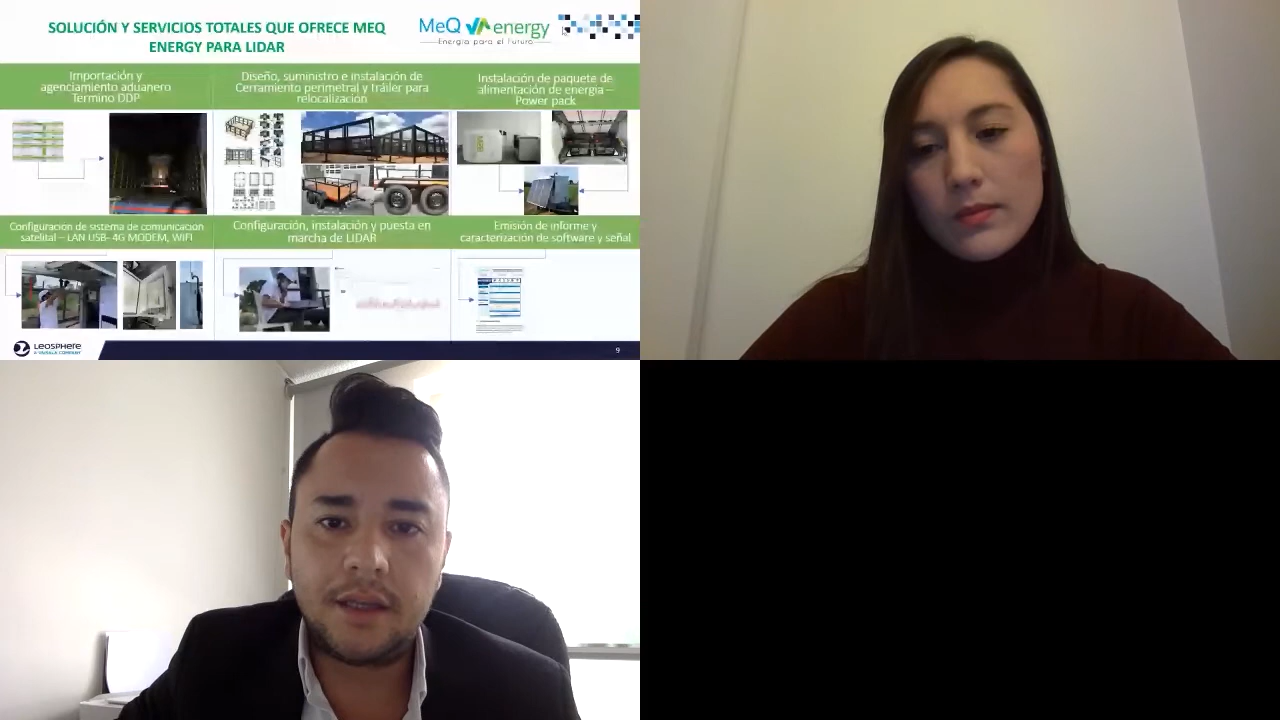 SOLUCIÓN Y SERVICIOS TOTALES QUE OFRECE MEQ
ENERGY PARA LIDAR
MeQ energy
Energía para el Futuro
Importación y
agenciamiento aduanero
Termino DDP
Diseño, suministro e instalación de
Cerramiento perimetral y tráiler para
relocalización
Instalación de paquete de
alimentación de energía –
Power pack
Configuración de sistema de comunicación
satelital – LAN USB- 4G MODEM, WIFI
Configuración, instalación y puesta en
marcha de LIDAR
Emisión de informe y
caracterización de software y señal
LEOSPHERE
A VAISALA COMPANY
9